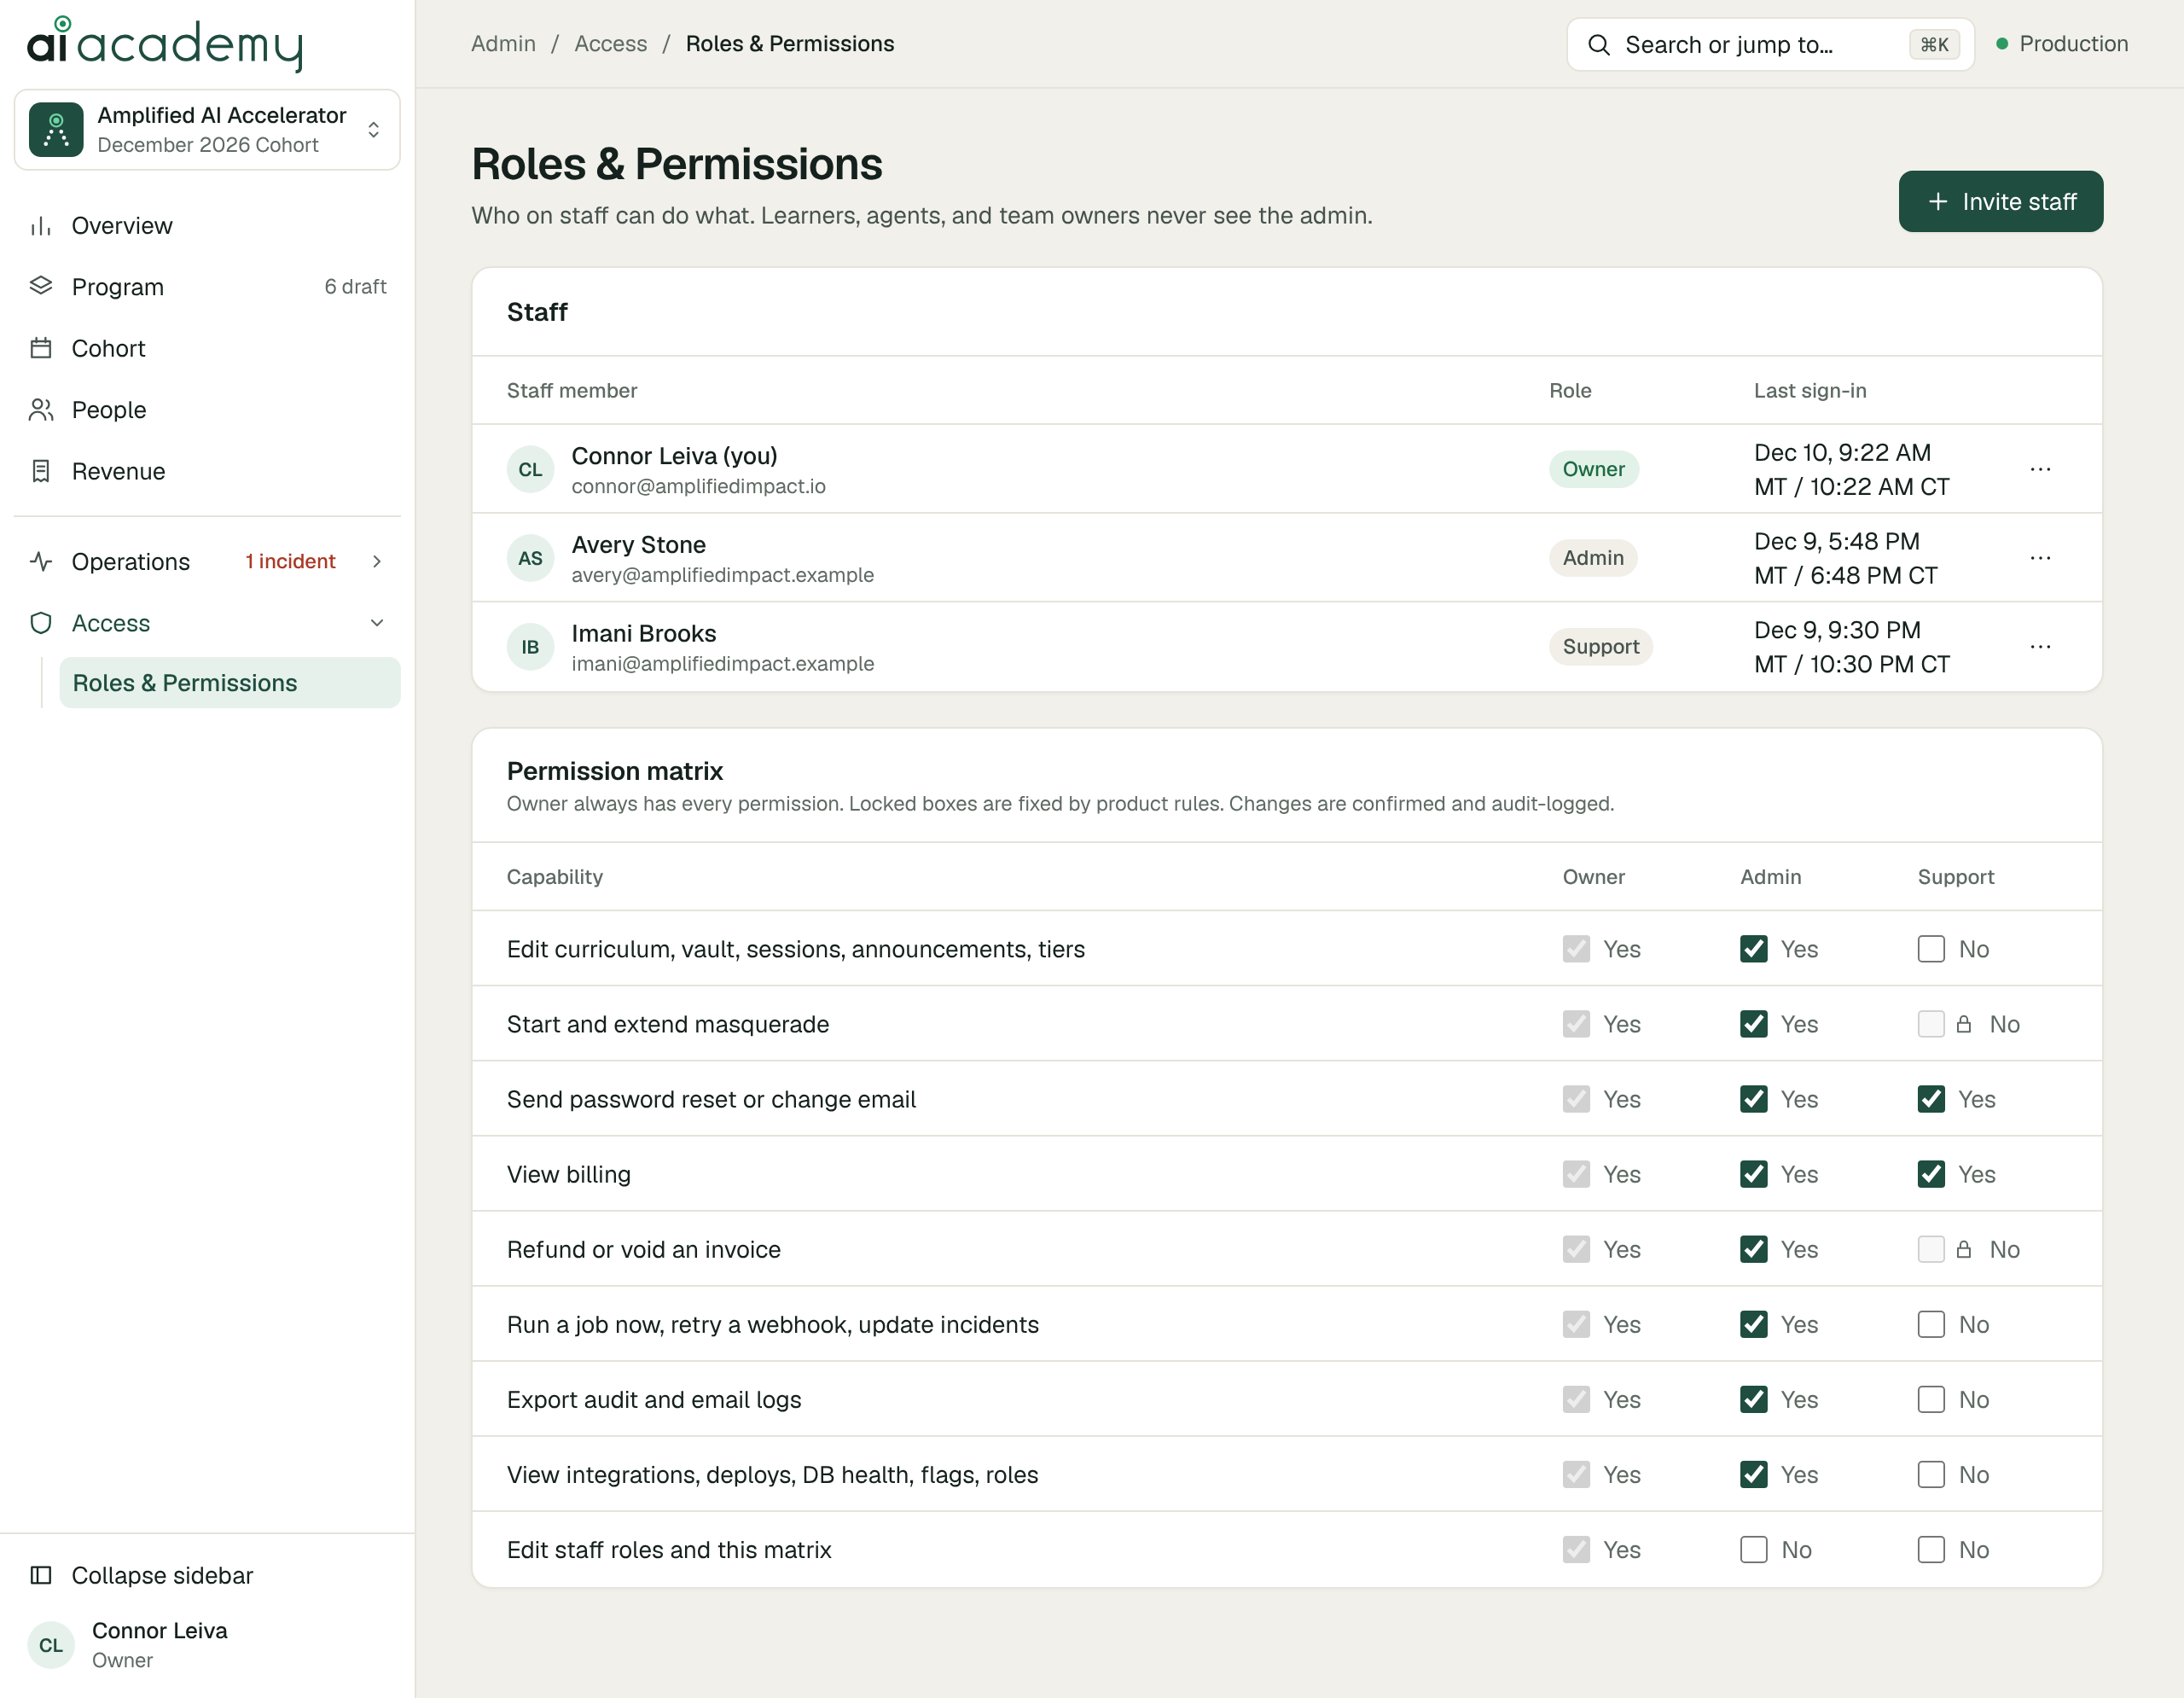 ai academy
Amplified AI Accelerator
December 2026 Cohort
Overview
Program 6 draft
Cohort
People
Revenue
Operations 1 incident
Access
Roles & Permissions
Collapse sidebar
CL Connor Leiva
Owner
Admin / Access / Roles & Permissions
Search or jump to... ⌘K
Production
Roles & Permissions
Who on staff can do what. Learners, agents, and team owners never see the admin.
+ Invite staff
Staff
Staff member Role Last sign-in
CL Connor Leiva (you) Owner Dec 10, 9:22 AM
connor@amplifiedimpact.io MT / 10:22 AM CT
AS Avery Stone Admin Dec 9, 5:48 PM
avery@amplifiedimpact.example MT / 6:48 PM CT
IB Imani Brooks Support Dec 9, 9:30 PM
imani@amplifiedimpact.example MT / 10:30 PM CT
Permission matrix
Owner always has every permission. Locked boxes are fixed by product rules. Changes are confirmed and audit-logged.
Capability Owner Admin Support
Edit curriculum, vault, sessions, announcements, tiers Yes Yes No
Start and extend masquerade Yes Yes No
Send password reset or change email Yes Yes Yes
View billing Yes Yes Yes
Refund or void an invoice Yes Yes No
Run a job now, retry a webhook, update incidents Yes Yes No
Export audit and email logs Yes Yes No
View integrations, deploys, DB health, flags, roles Yes Yes No
Edit staff roles and this matrix Yes No No